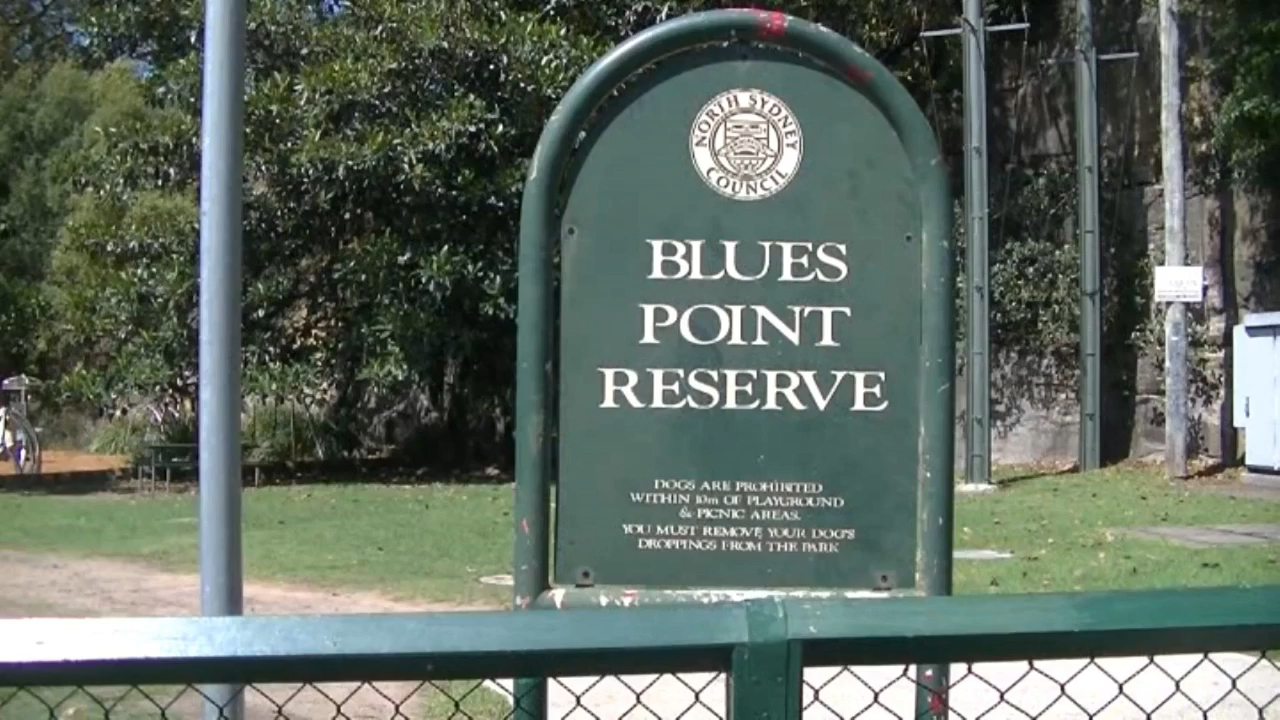 NORTH SYDNEY
COUNCIL
BLUES
POINT
RESERVE
DOGS ARE PROHIBITED
WITHIN 10m OF PLAYGROUND
& PICNIC AREAS.
YOU MUST REMOVE YOUR DOG'S
DROPPINGS FROM THE PARK